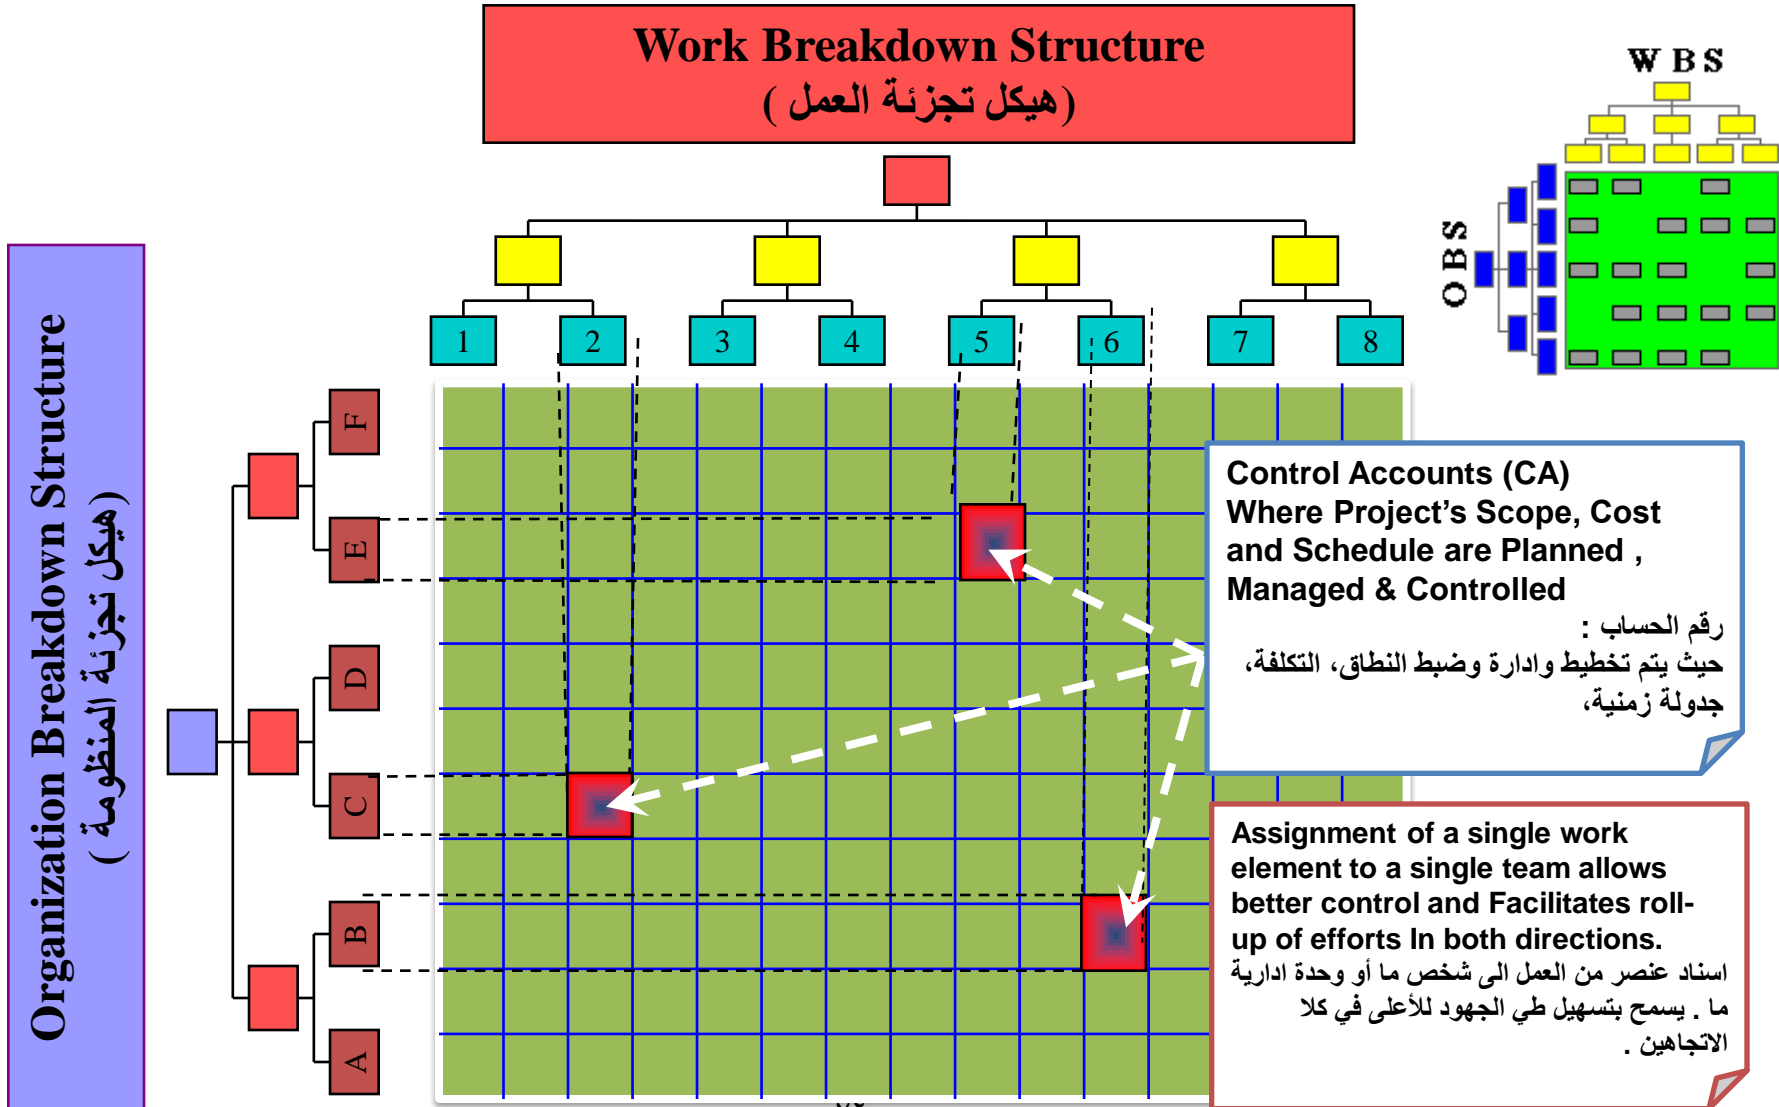 Work Breakdown Structure
(هيكل تجزئة العمل )
W B S
O B S
1
2
3
4
5
6
7
8
Organization Breakdown Structure
(هيكل تجزئة المنظومة )
F
E
D
C
B
A
Control Accounts (CA)
Where Project’s Scope, Cost
and Schedule are Planned ,
Managed & Controlled
رقم الحساب :
حيث يتم تخطيط وادارة وضبط النطاق، التكلفة،
جدولة زمنية،
Assignment of a single work
element to a single team allows
better control and Facilitates roll-
up of efforts In both directions.
اسناد عنصر من العمل الى شخص ما أو وحدة ادارية
ما . يسمح بتسهيل طي الجهود للأعلى في كلا
الاتجاهين .